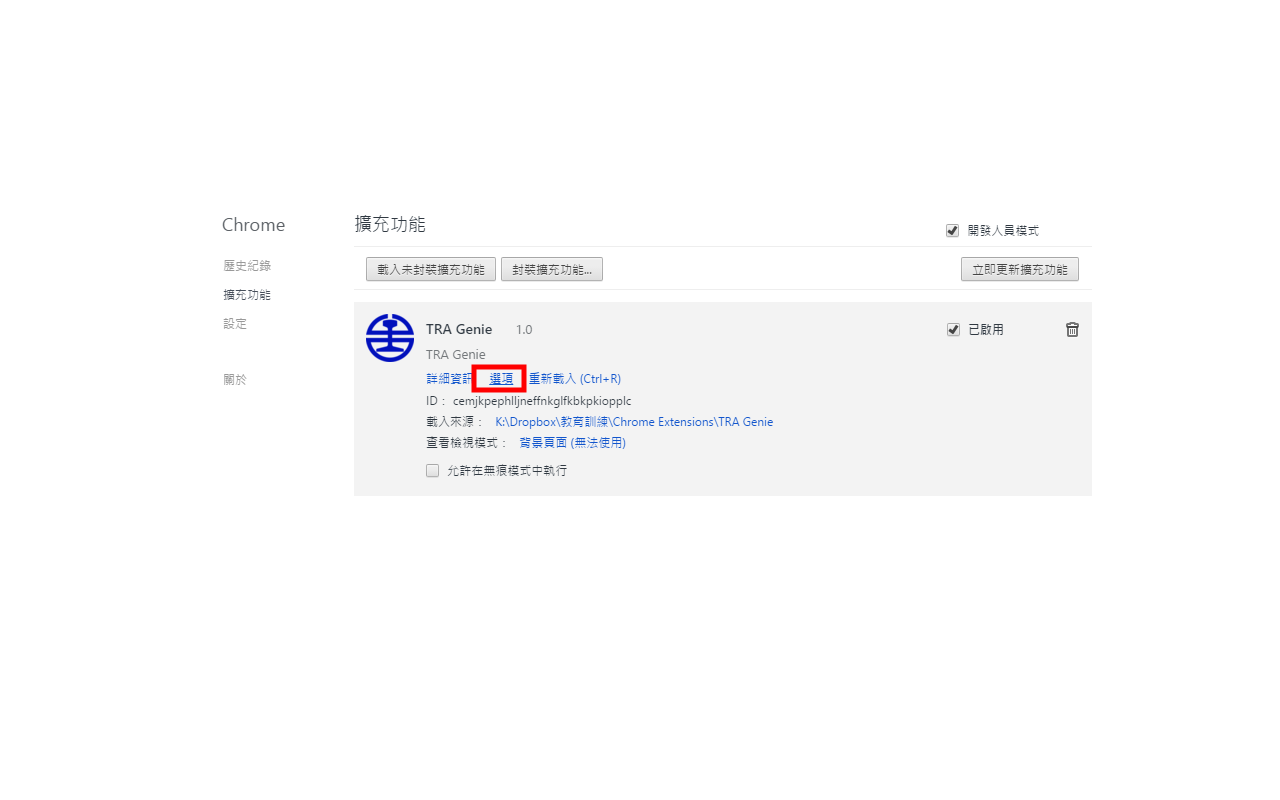 Chrome
擴充功能
開發人員模式
歷史紀錄
擴充功能
設定
關於
載入未封裝擴充功能
封裝擴充功能...
立即更新擴充功能
TRA Genie 1.0
已啟用
TRA Genie
詳細資訊 選項 重新載入 (Ctrl+R)
ID： cemjkpephlljneffnkglfkbkpkiopplc
載入來源： K:\Dropbox\教育訓練\Chrome Extensions\TRA Genie
查看檢視模式： 背景頁面 (無法使用)
允許在無痕模式中執行